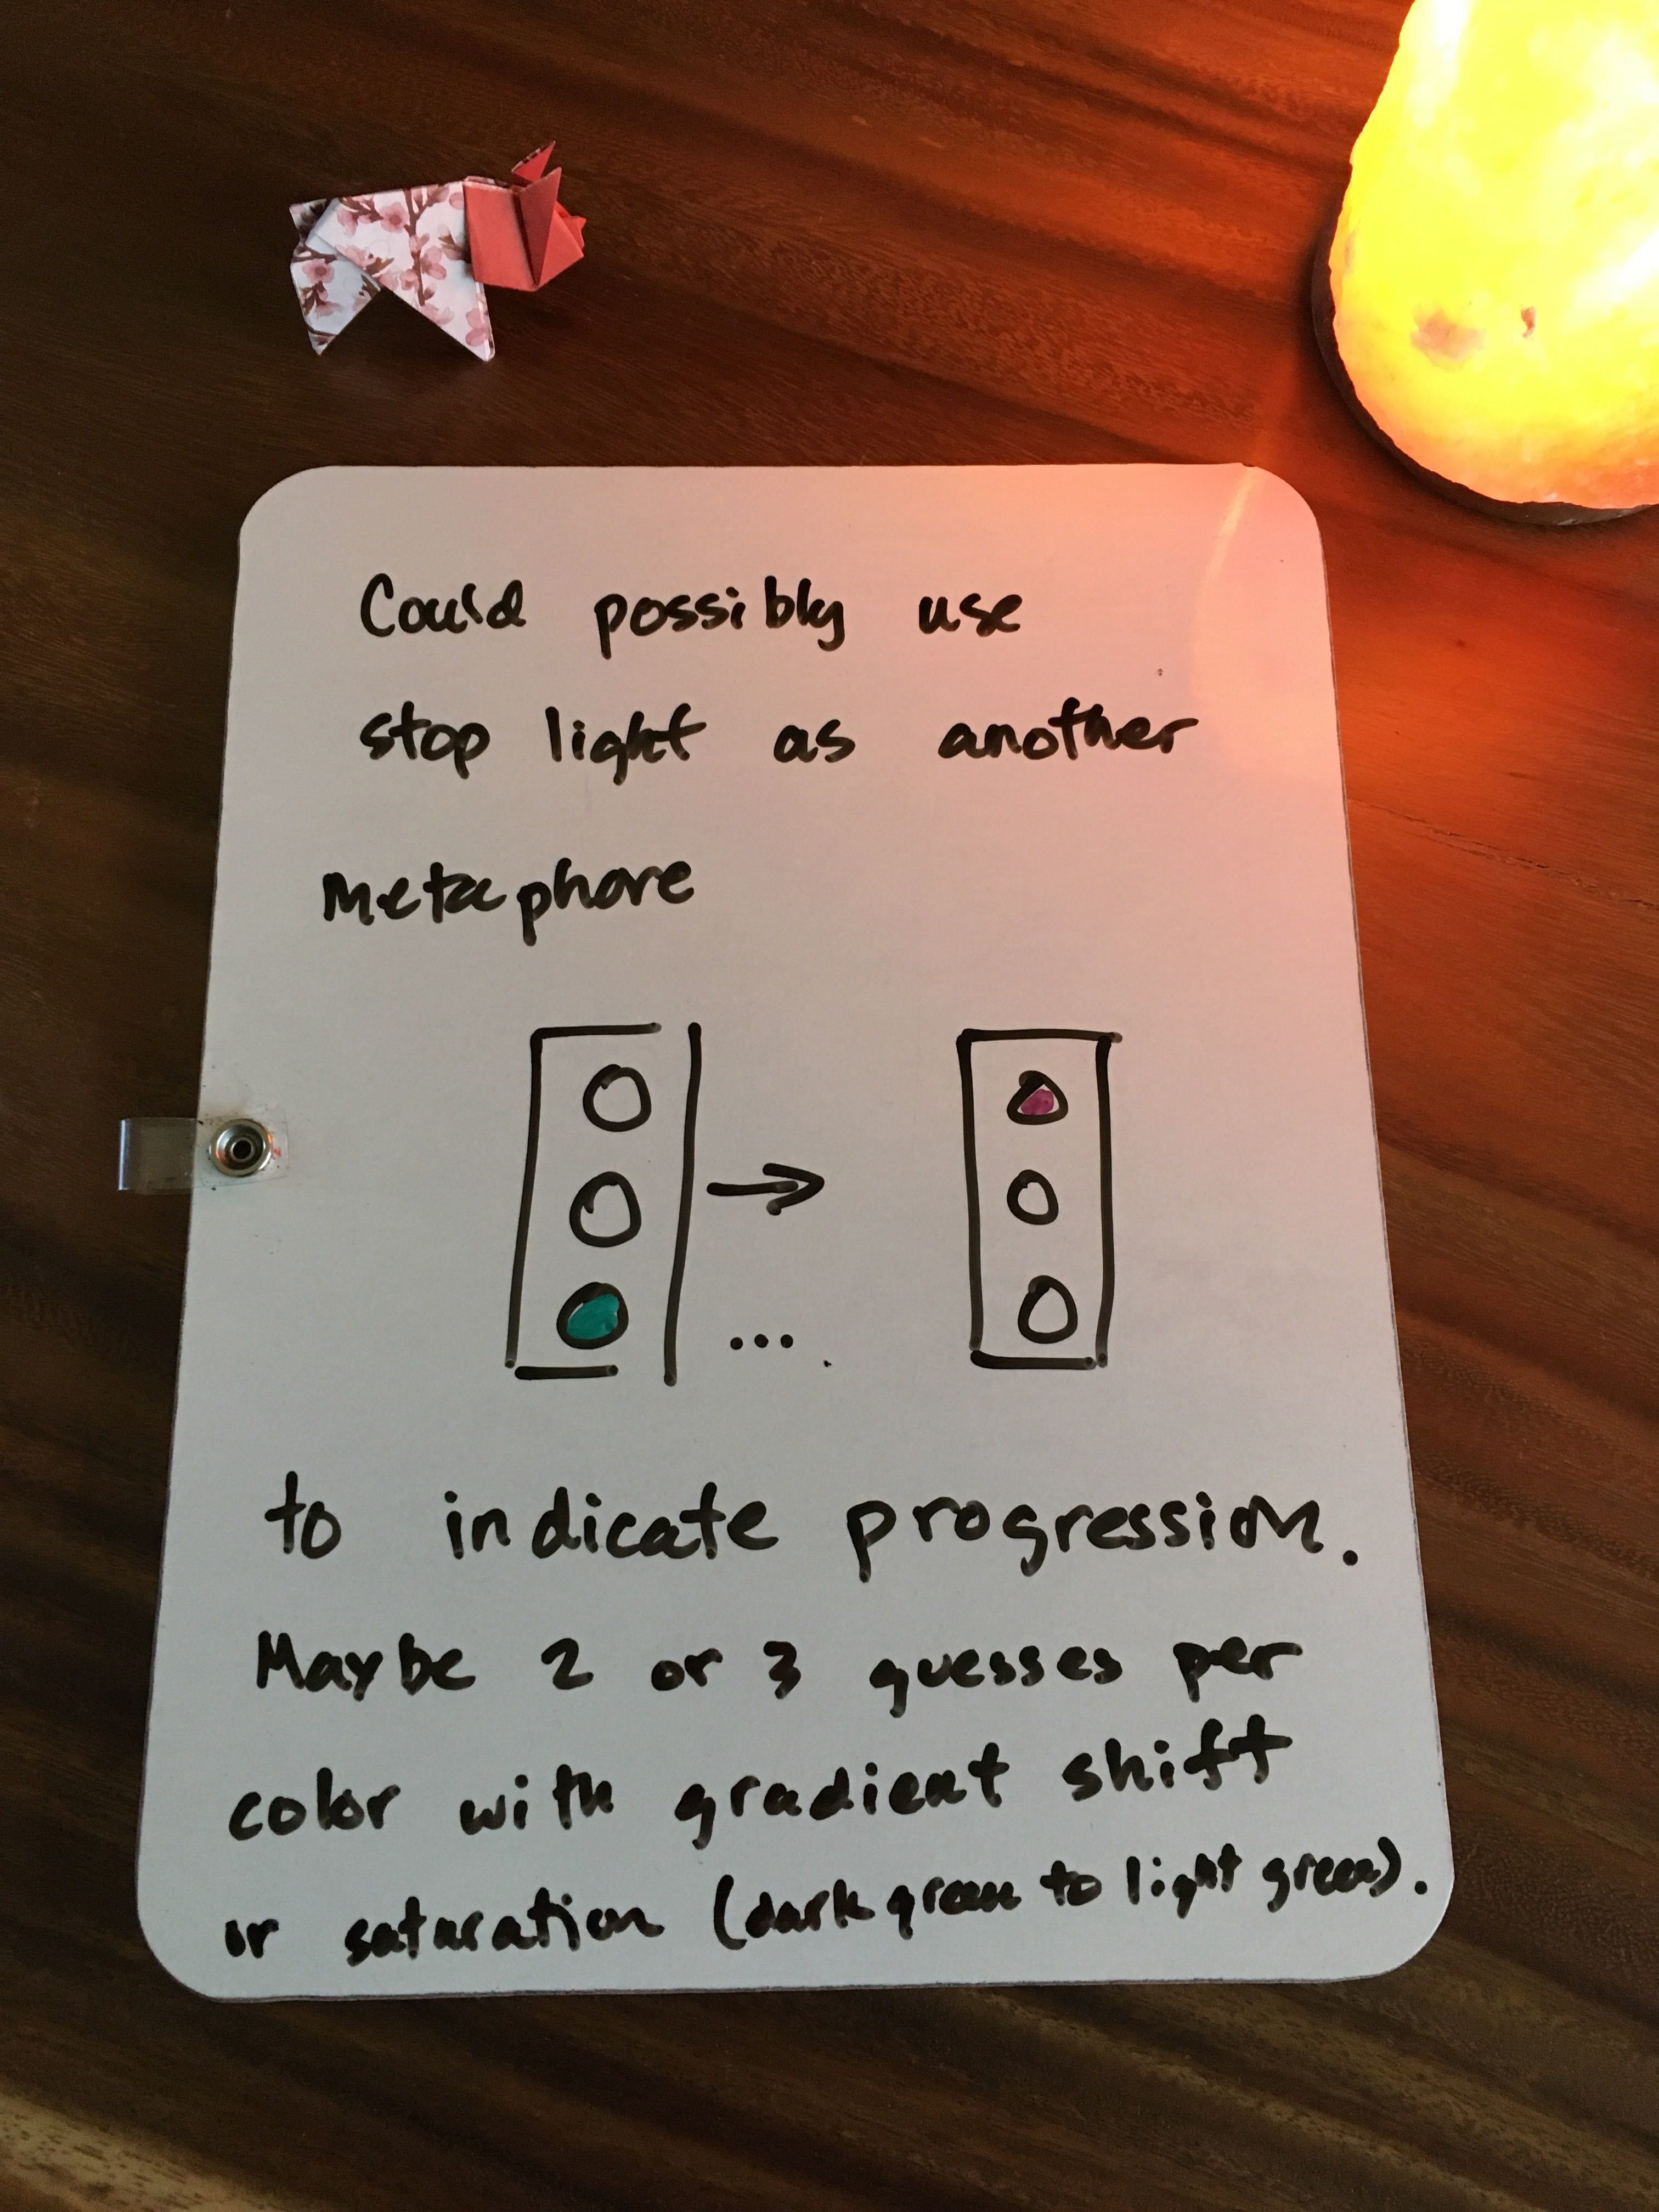 Could possibly use
stop light as another
metaphore
...
to indicate progression.
Maybe 2 or 3 guesses per
color with gradient shift
or saturation (dark green to light green).